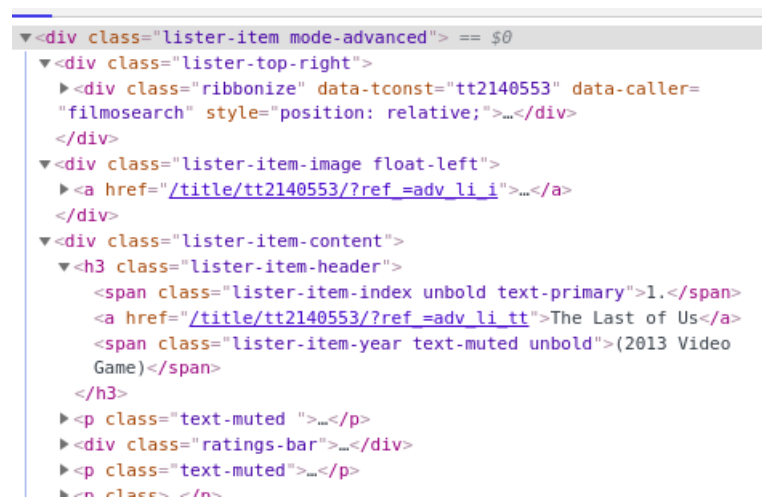 ▼<div class="lister-item mode-advanced"> == $0
▼<div class="lister-top-right">
▶<div class="ribbonize" data-tconst="tt2140553" data-caller=
"filmosearch" style="position: relative;">…</div>
</div>
▼<div class="lister-item-image float-left">
▶<a href="/title/tt2140553/?ref_=adv_li_i">…</a>
</div>
▼<div class="lister-item-content">
▼<h3 class="lister-item-header">
<span class="lister-item-index unbold text-primary">1.</span>
<a href="/title/tt2140553/?ref_=adv_li_tt">The Last of Us</a>
<span class="lister-item-year text-muted unbold">(2013 Video
Game)</span>
</h3>
▶<p class="text-muted ">…</p>
▶<div class="ratings-bar">…</div>
▶<p class="text-muted">…</p>
▶<p class>…</p>